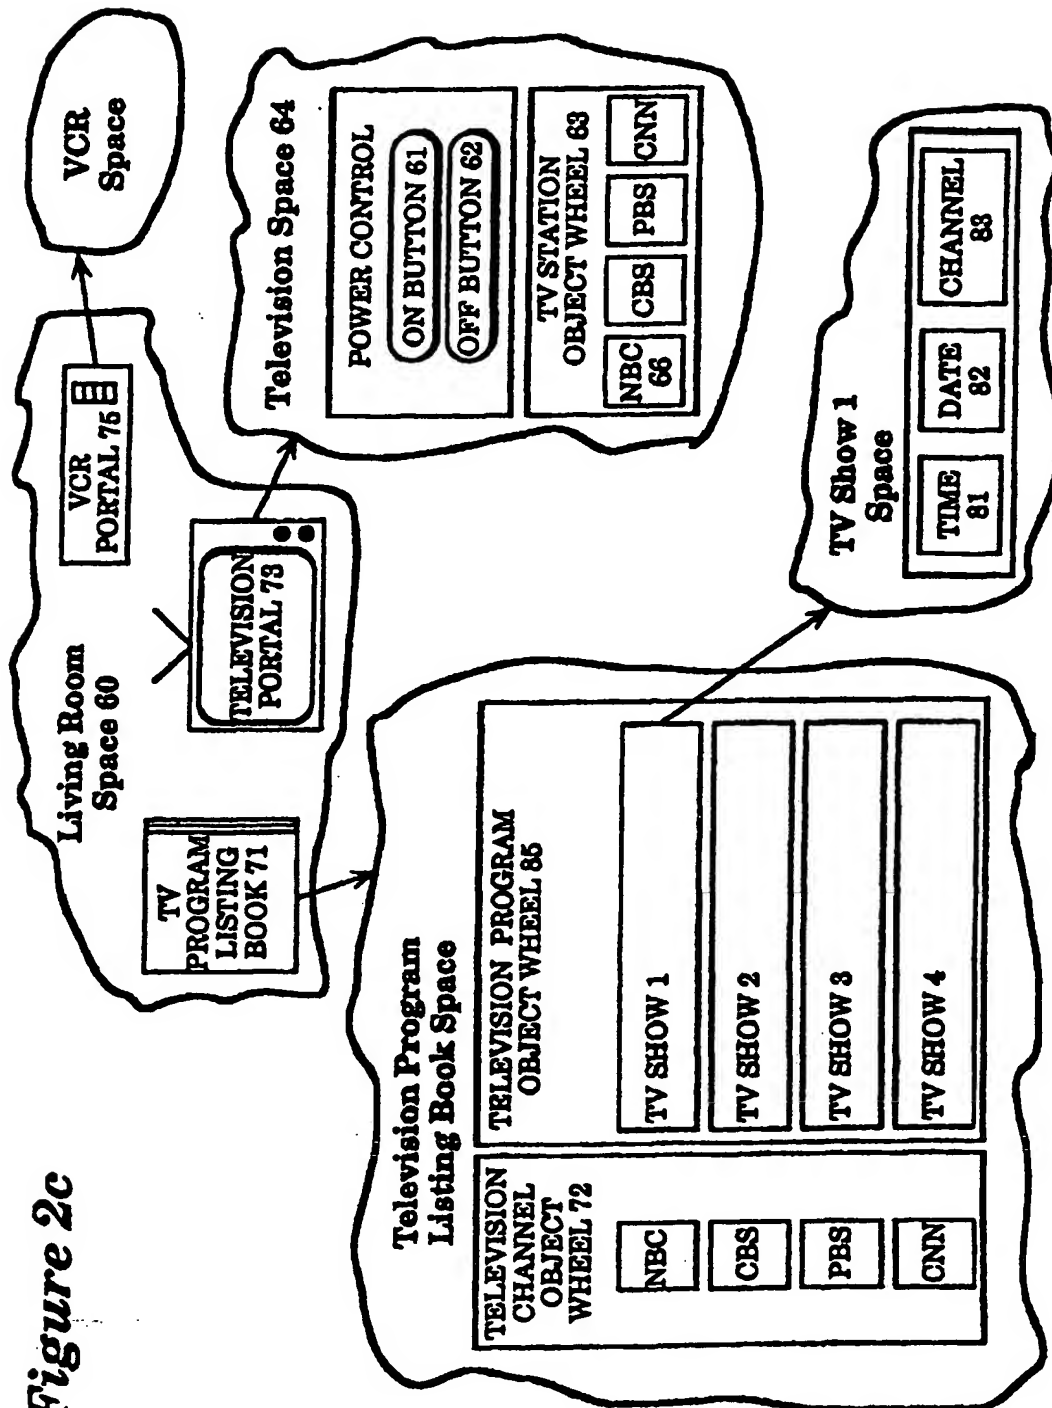 Figure 2c
Living Room
Space 60
TV
PROGRAM
LISTING
BOOK 71
TELEVISION
PORTAL 73
VCR
PORTAL 75
VCR
Space
Television Space 64
POWER CONTROL
ON BUTTON 61
OFF BUTTON 62
TV STATION
OBJECT WHEEL 63
NBC
66
CBS
PBS
CNN
Television Program
Listing Book Space
TELEVISION
CHANNEL
OBJECT
WHEEL 72
NBC
CBS
PBS
CNN
TELEVISION PROGRAM
OBJECT WHEEL 85
TV SHOW 1
TV SHOW 2
TV SHOW 3
TV SHOW 4
TV Show 1
Space
TIME
81
DATE
82
CHANNEL
83